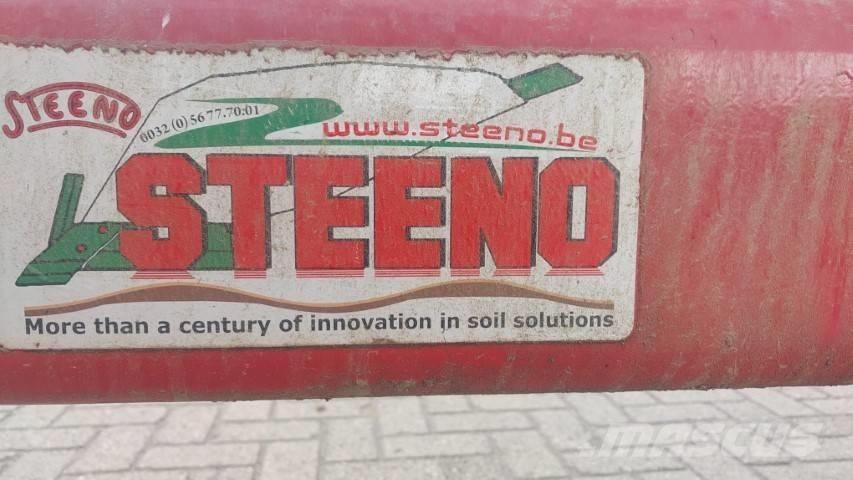 STEENO
0032 (0) 56 77.70.01
www.steeno.be
STEENO
More than a century of innovation in soil solutions
mascus